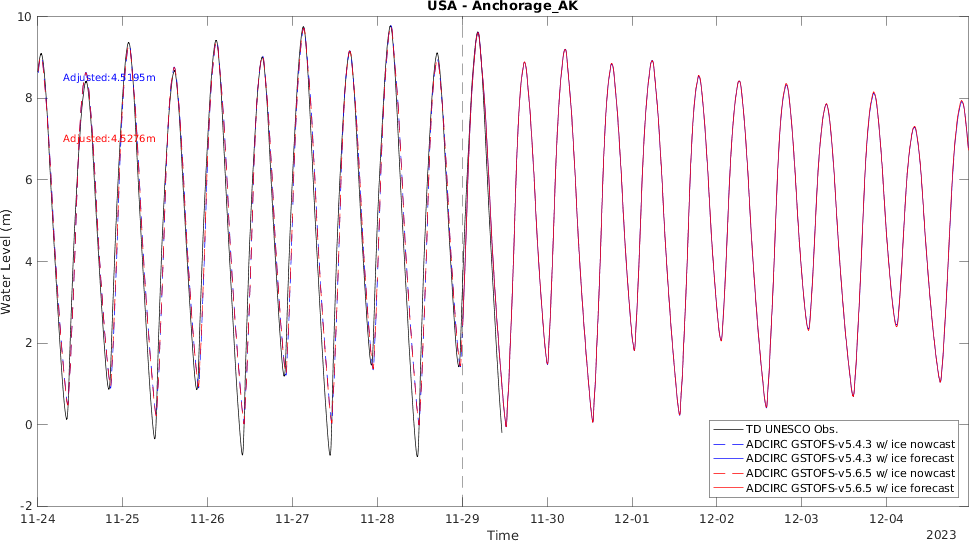 USA - Anchorage_AK
10
8
6
4
2
0
-2
Water Level (m)
Adjusted:4.5195m
Adjusted:4.5276m
TD UNESCO Obs.
ADCIRC GSTOFS-v5.4.3 w/ ice nowcast
ADCIRC GSTOFS-v5.4.3 w/ ice forecast
ADCIRC GSTOFS-v5.6.5 w/ ice nowcast
ADCIRC GSTOFS-v5.6.5 w/ ice forecast
11-24 11-25 11-26 11-27 11-28 11-29 11-30 12-01 12-02 12-03 12-04
Time
2023